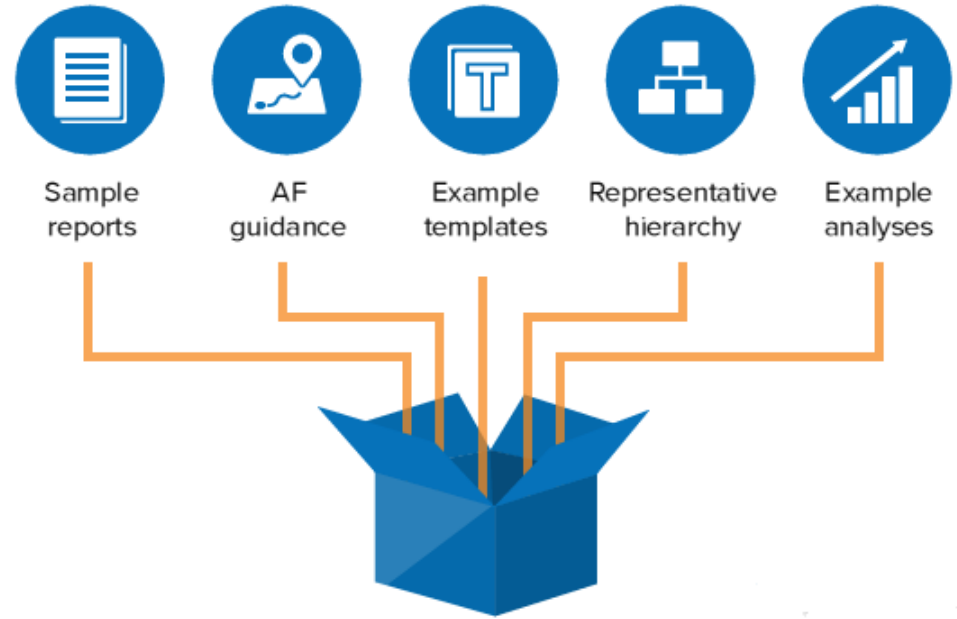 Sample
reports
AF
guidance
T
Example
templates
Representative
hierarchy
Example
analyses